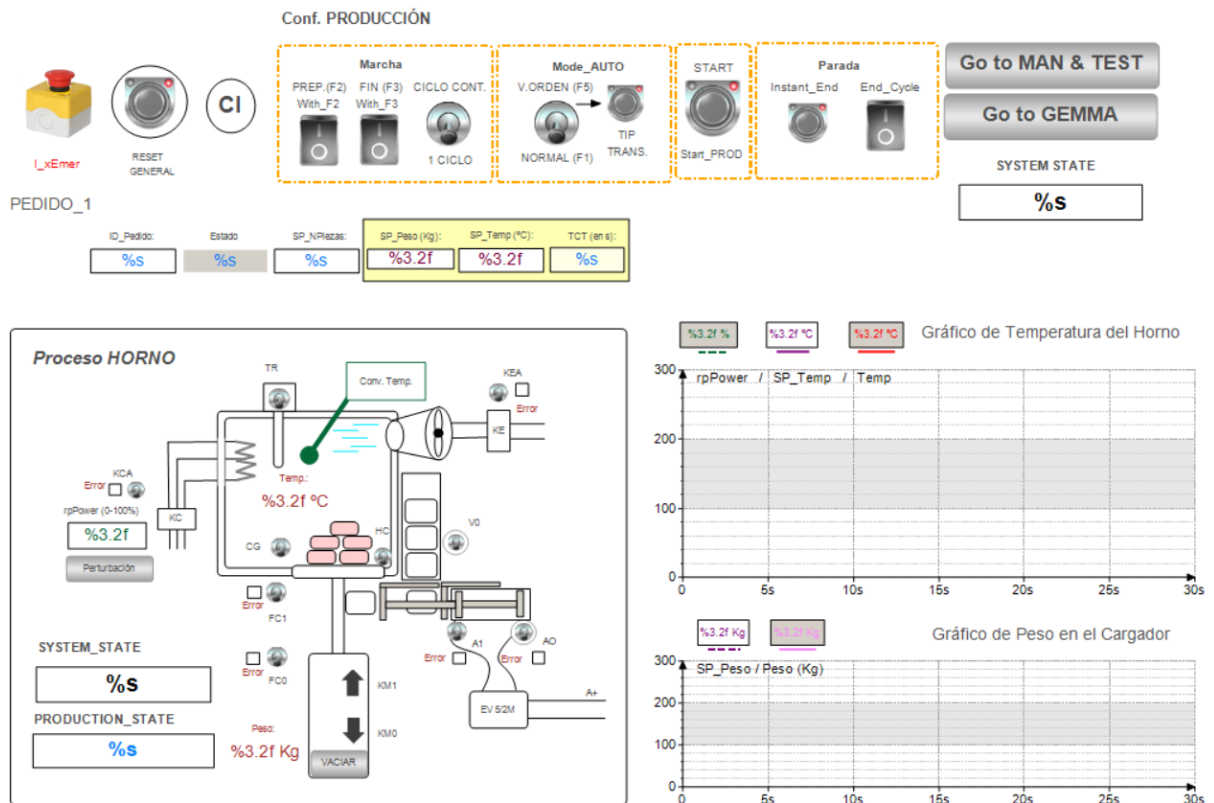 Conf. PRODUCCIÓN
Marcha
PREP.(F2) FIN (F3) CICLO CONT.
With_F2 With_F3
1 CICLO
Mode_AUTO
V.ORDEN (F5)
TIP
TRANS.
NORMAL (F1)
START
Start_PROD
Parada
Instant_End End_Cycle
Go to MAN & TEST
Go to GEMMA
CI
I_xEmer
RESET
GENERAL
SYSTEM STATE
%s
PEDIDO_1
ID_Pedido: Estado SP_NPiezas: SP_Peso (Kg): SP_Temp (ºC): TCT (en s):
%s %s %s %3.2f %3.2f %s
Proceso HORNO
TR
Conv. Temp.
KEA
Error
KE
Temp.:
%3.2f ºC
KCA
Error
rpPower (0-100%)
%3.2f
KC
Perturbación
CG
HC
V0
Error
FC1
Error
FC0
A1
AO
Error
Error
EV 5/2M
A+
KM1
KM0
VACIAR
Peso:
%3.2f Kg
SYSTEM_STATE
%s
PRODUCTION_STATE
%s
%3.2f % %3.2f ºC %3.2f ºC Gráfico de Temperatura del Horno
rpPower / SP_Temp / Temp
300
200
100
0
0 5s 10s 15s 20s 25s 30s
%3.2f Kg %3.2f Kg Gráfico de Peso en el Cargador
SP_Peso / Peso (Kg)
300
200
100
0
0 5s 10s 15s 20s 25s 30s